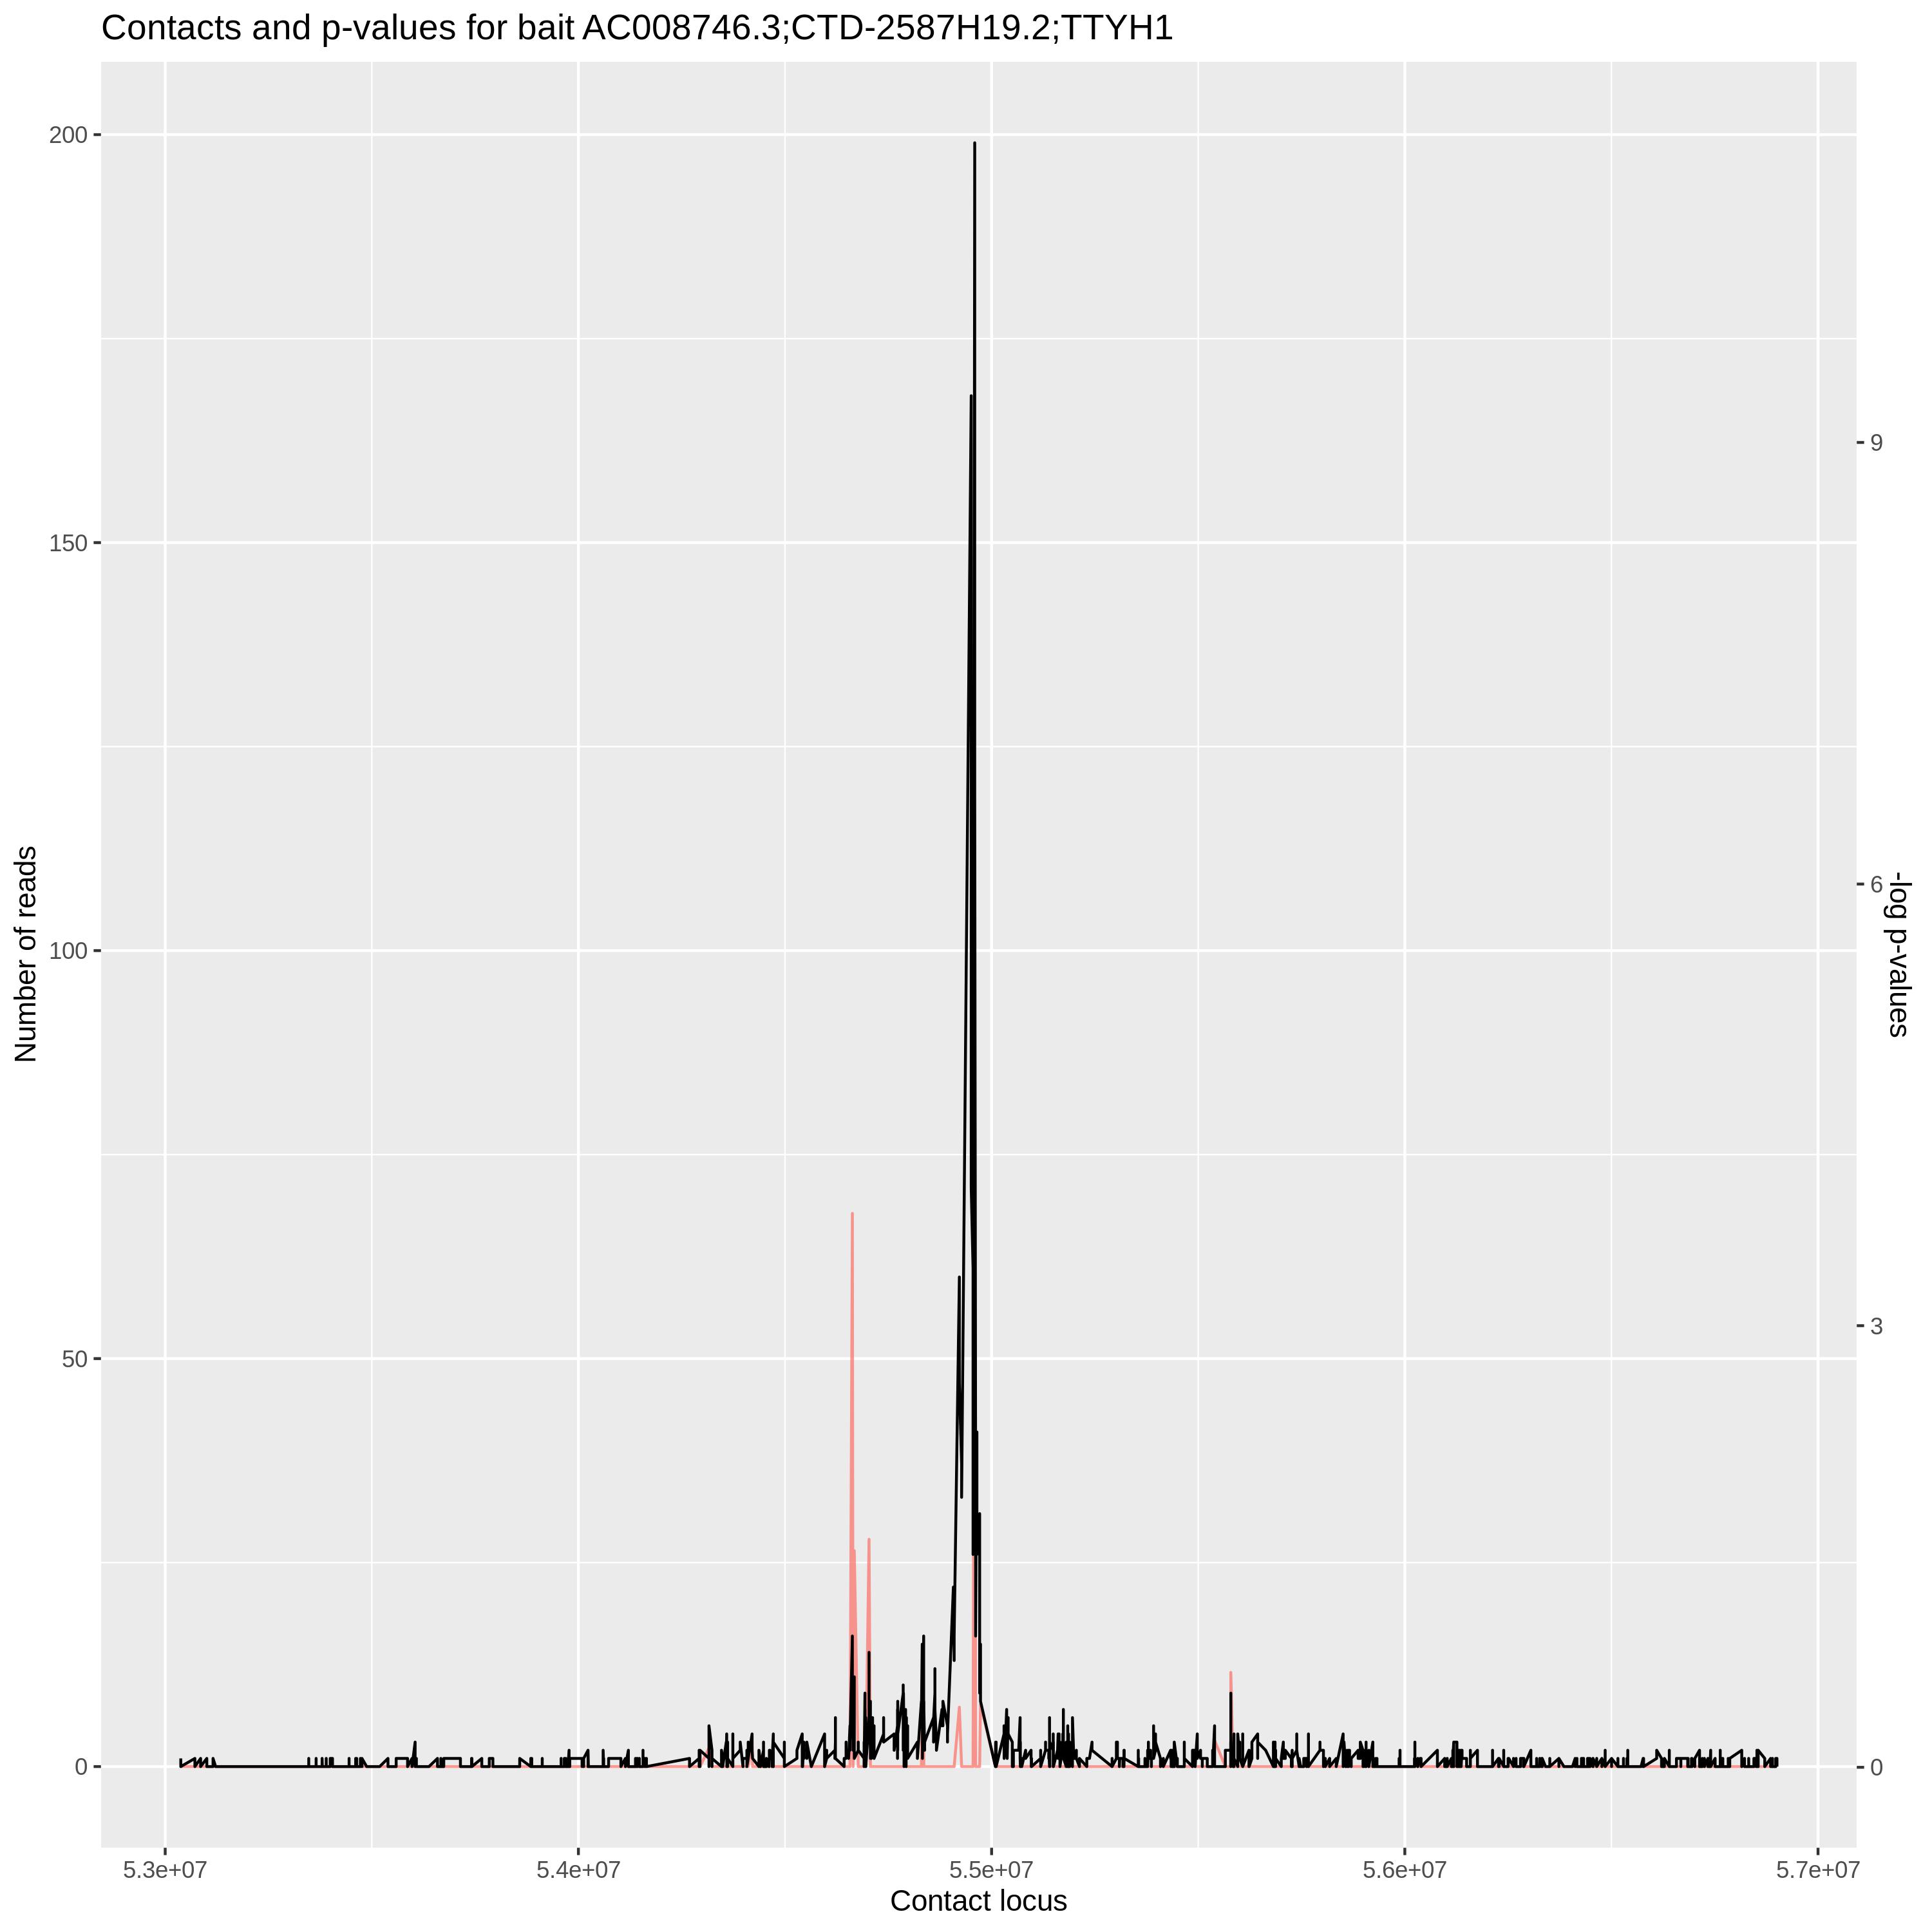 Contacts and p-values for bait AC008746.3;CTD-2587H19.2;TTYH1
200
150
100
50
0
Number of reads
9
6
3
0
-log p-values
5.3e+07
5.4e+07
5.5e+07
5.6e+07
5.7e+07
Contact locus